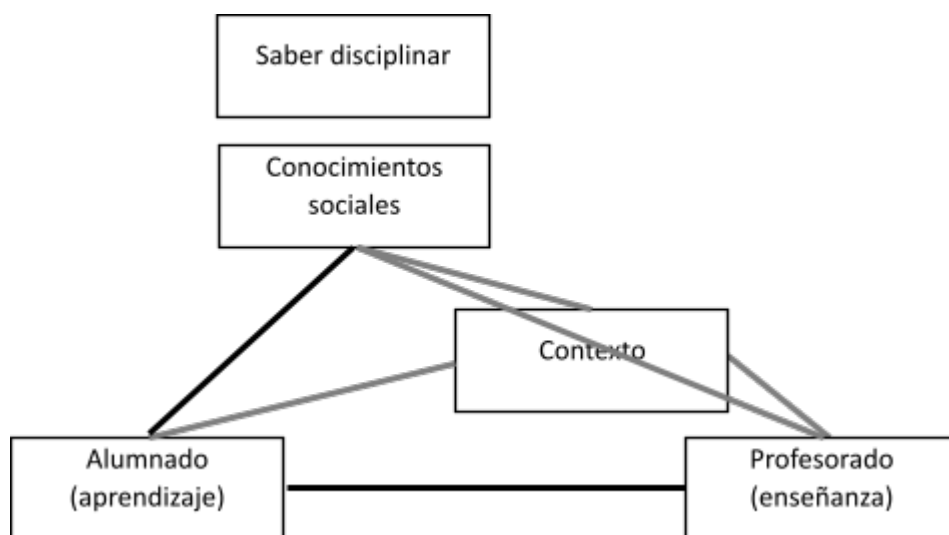 Saber disciplinar
Conocimientos
sociales
Contexto
Alumnado
(aprendizaje)
Profesorado
(enseñanza)